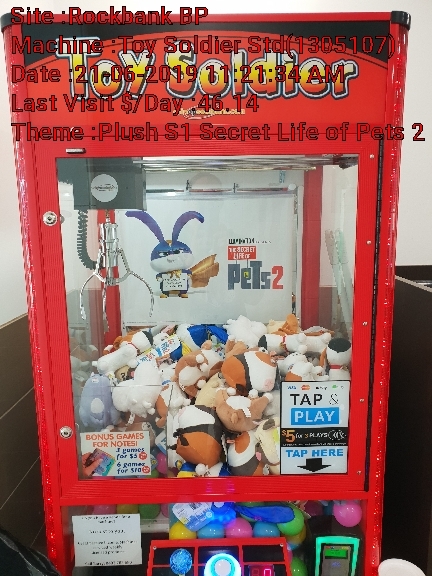 Site :Rockbank BP
Machine :Toy Soldier Std(1305107)
Date :21-06-2019 11:21:34 AM
Last Visit $/Day :46.14
Theme :Plush S1 Secret Life of Pets 2
Toy Soldier
ILLUMINATION
THE SECRET
LIFE OF
PETS 2
TAP &
PLAY
$5 for 3 PLAYS
TAP HERE
BONUS GAMES
FOR NOTES!
3 games
for $5
6 games
for $10